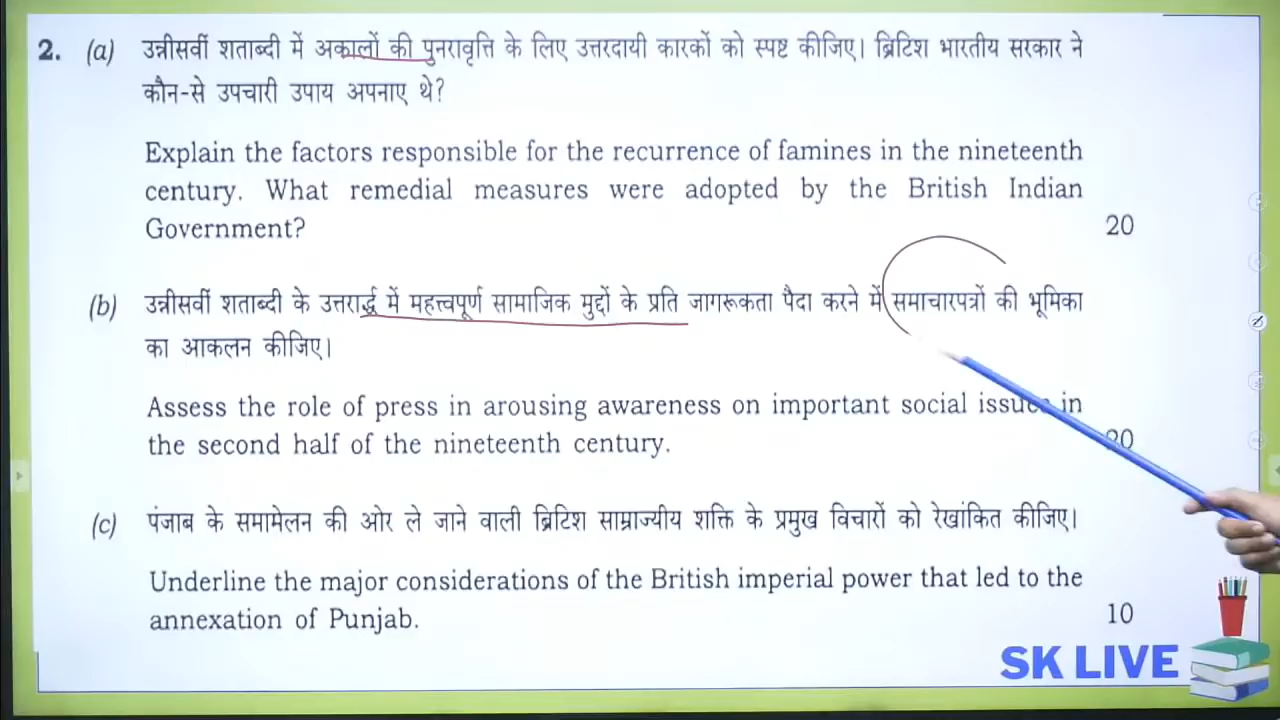 2. (a) उन्नीसवीं शताब्दी में अकालों की पुनरावृत्ति के लिए उत्तरदायी कारकों को स्पष्ट कीजिए। ब्रिटिश भारतीय सरकार ने
कौन-से उपचारी उपाय अपनाए थे?
Explain the factors responsible for the recurrence of famines in the nineteenth
century. What remedial measures were adopted by the British Indian
Government? 20
(b) उन्नीसवीं शताब्दी के उत्तरार्द्ध में महत्त्वपूर्ण सामाजिक मुद्दों के प्रति जागरूकता पैदा करने में समाचारपत्रों की भूमिका
का आकलन कीजिए।
Assess the role of press in arousing awareness on important social issues in
the second half of the nineteenth century. 20
(c) पंजाब के समामेलन की ओर ले जाने वाली ब्रिटिश साम्राज्यीय शक्ति के प्रमुख विचारों को रेखांकित कीजिए।
Underline the major considerations of the British imperial power that led to the
annexation of Punjab. 10
SK LIVE